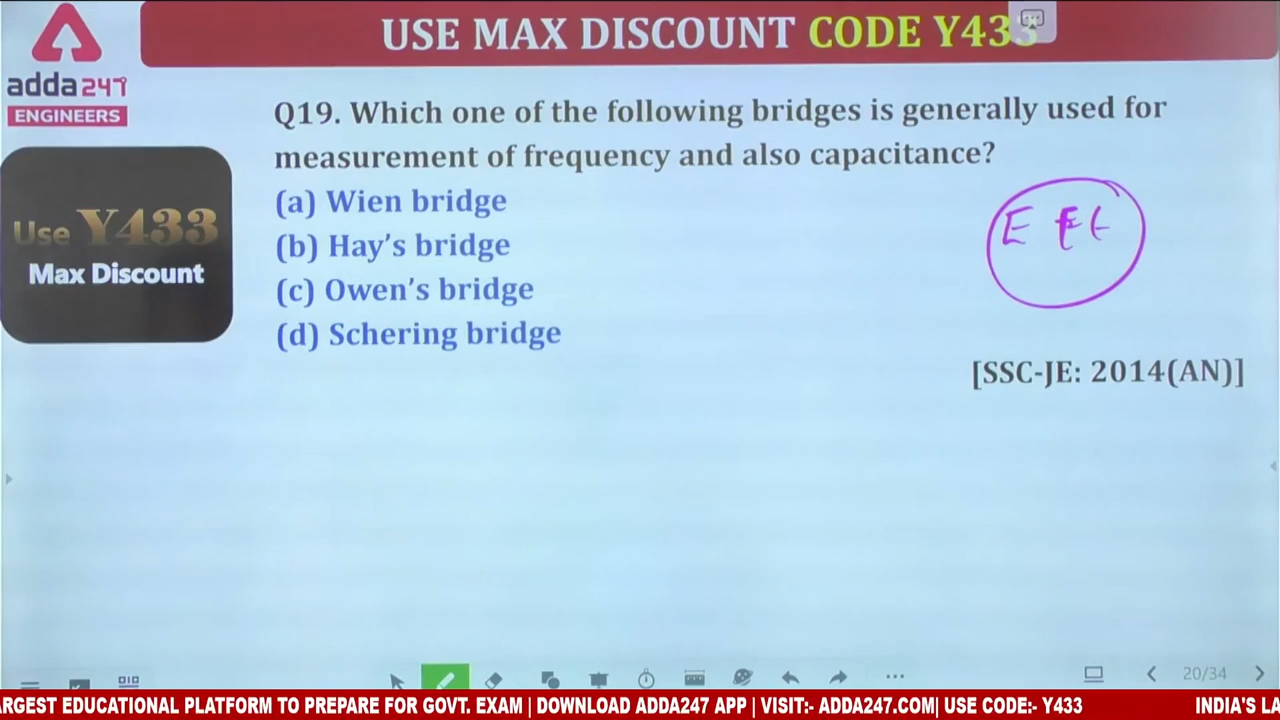 USE MAX DISCOUNT CODE Y433
adda247
ENGINEERS
Use Y433
Max Discount
Q19. Which one of the following bridges is generally used for
measurement of frequency and also capacitance?
(a) Wien bridge
(b) Hay's bridge
(c) Owen's bridge
(d) Schering bridge
[SSC-JE: 2014(AN)]
20/34
ARGEST EDUCATIONAL PLATFORM TO PREPARE FOR GOVT. EXAM | DOWNLOAD ADDA247 APP | VISIT:- ADDA247.COM| USE CODE:- Y433
INDIA'S LA